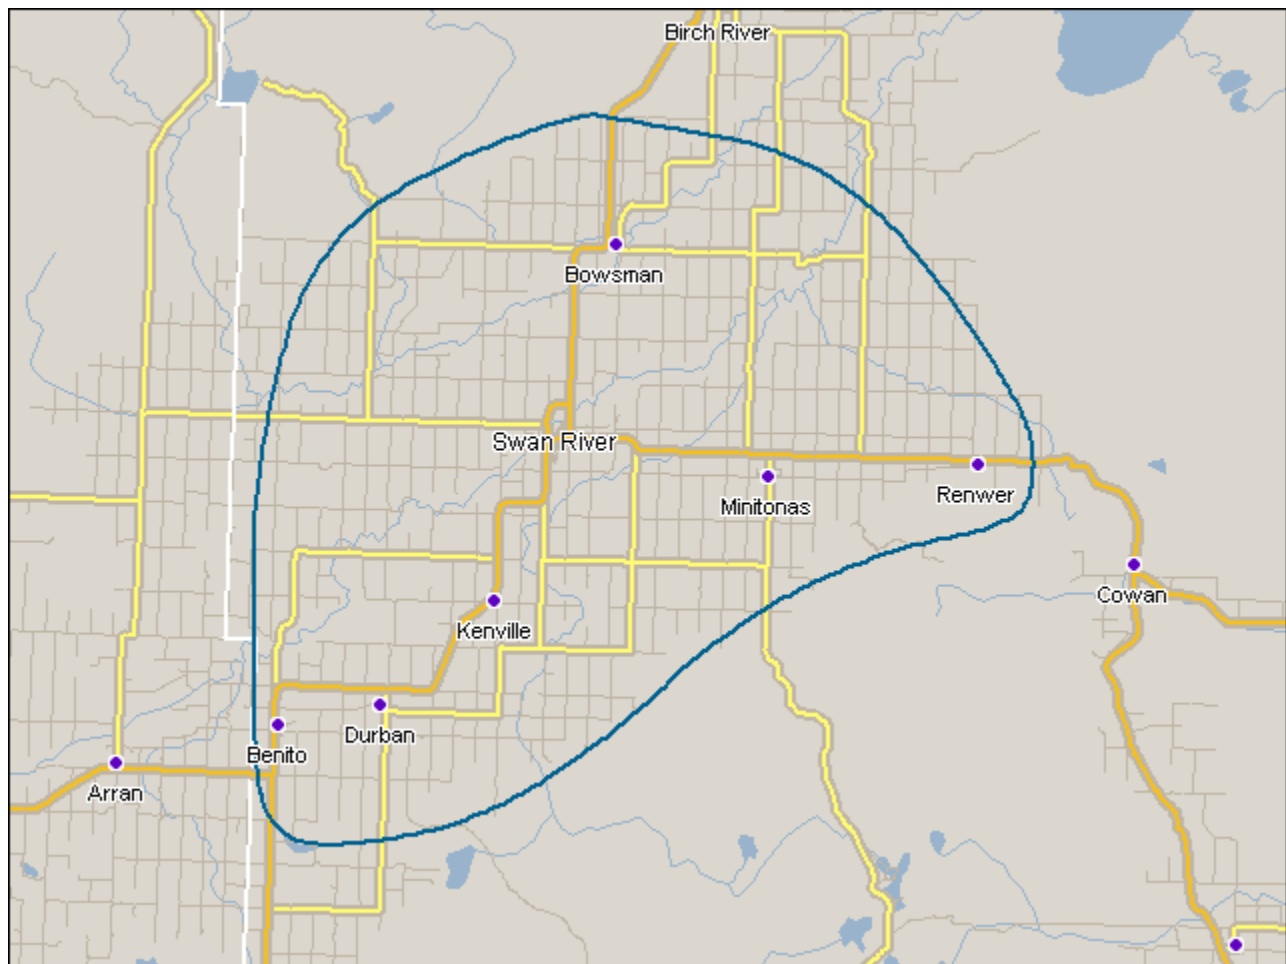 Birch River
Bowsman
Swan River
Renwer
Minitonas
Cowan
Kenville
Durban
Benito
Arran